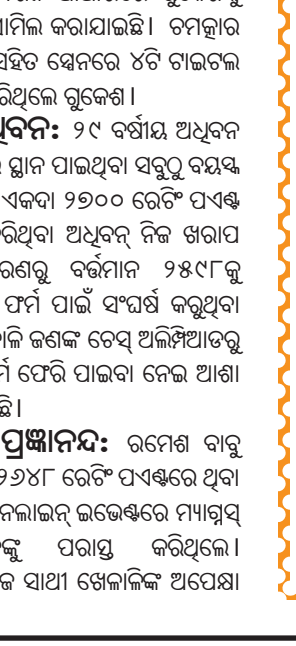 ସାମିଲ କରାଯାଇଛି। ଚମତ୍କାର
ସହିତ ସ୍ପେନରେ ୪ଟି ଟାଇଟଲ
ରିଥିଲେ ଗୁକେଶ।
ଧିବନ: ୨୯ ବର୍ଷୀୟ ଅଧିବନ
ସ୍ଥାନ ପାଇଥିବା ସବୁଠୁ ବୟସ୍କ
ଏକଦା ୨୭୦୦ ରେଟିଂ ପଏଣ୍ଟ
ରିଥିବା ଅଧିବନ୍ ନିଜ ଖରାପ
ରଣରୁ ବର୍ତ୍ତମାନ ୨୫୯୮କୁ
ଫର୍ମ ପାଇଁ ସଂଘର୍ଷ କରୁଥିବା
ଳି ଜଣଙ୍କ ଚେସ୍ ଅଲିମ୍ପିଆଡରୁ
ର୍ମ ଫେରି ପାଇବା ନେଇ ଆଶା
ଛି।
ପ୍ରଜ୍ଞାନନ୍ଦ: ରମେଶ ବାବୁ
୨୬୪୮ ରେଟିଂ ପଏଣ୍ଟରେ ଥିବା
ନଲାଇନ୍ ଇଭେଣ୍ଟରେ ମ୍ୟାଗ୍ନସ୍
ଙ୍କୁ ପରାସ୍ତ କରିଥିଲେ।
ଜ ସାଥୀ ଖେଳାଳିଙ୍କ ଅପେକ୍ଷା